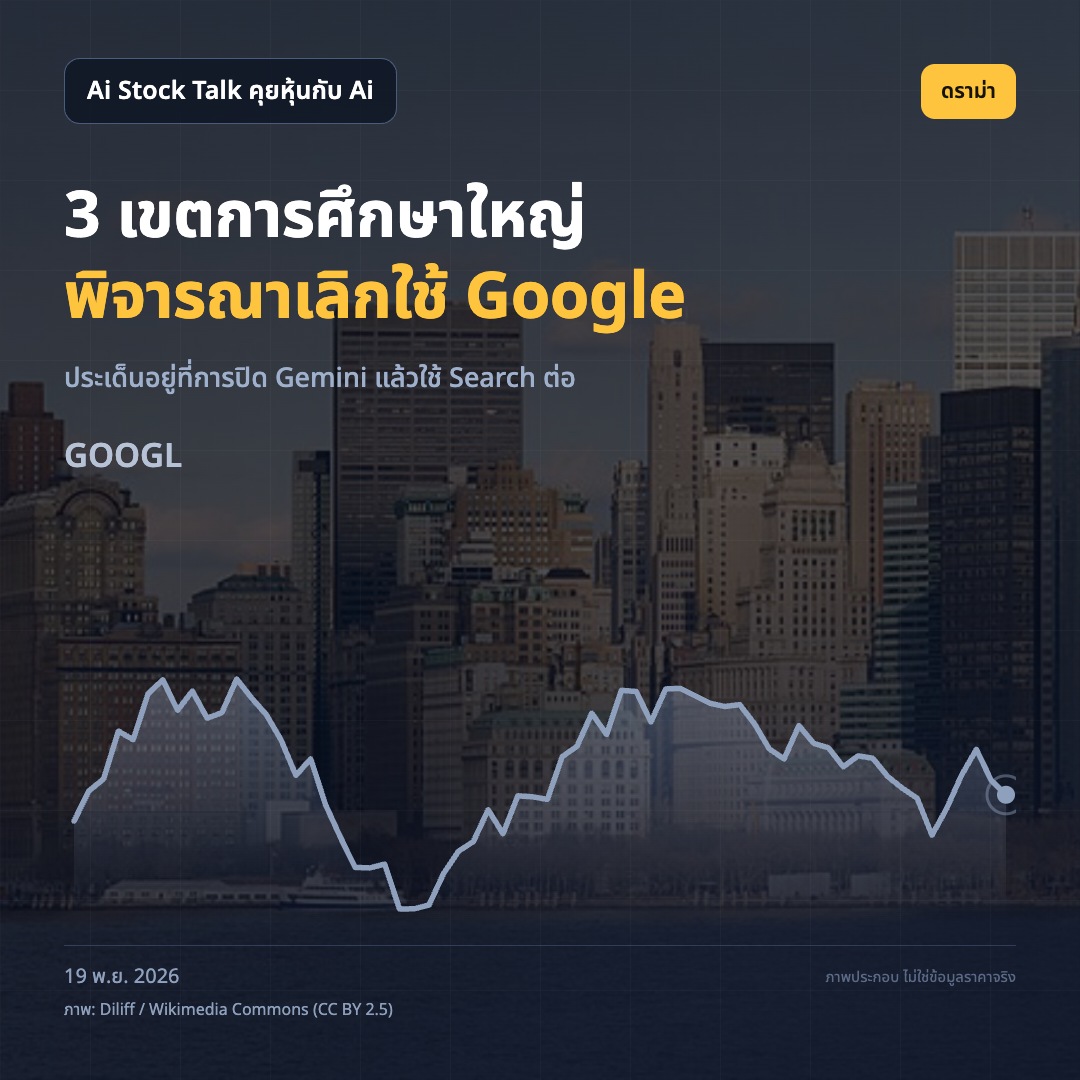 Ai Stock Talk คุยหุ้นกับ Ai
ดราม่า
3 เขตการศึกษาใหญ่
พิจารณาเลิกใช้ Google
ประเด็นอยู่ที่การปิด Gemini แล้วใช้ Search ต่อ
GOOGL
19 พ.ย. 2026
ภาพประกอบ ไม่ใช่ข้อมูลราคาจริง
ภาพ: Diliff / Wikimedia Commons (CC BY 2.5)